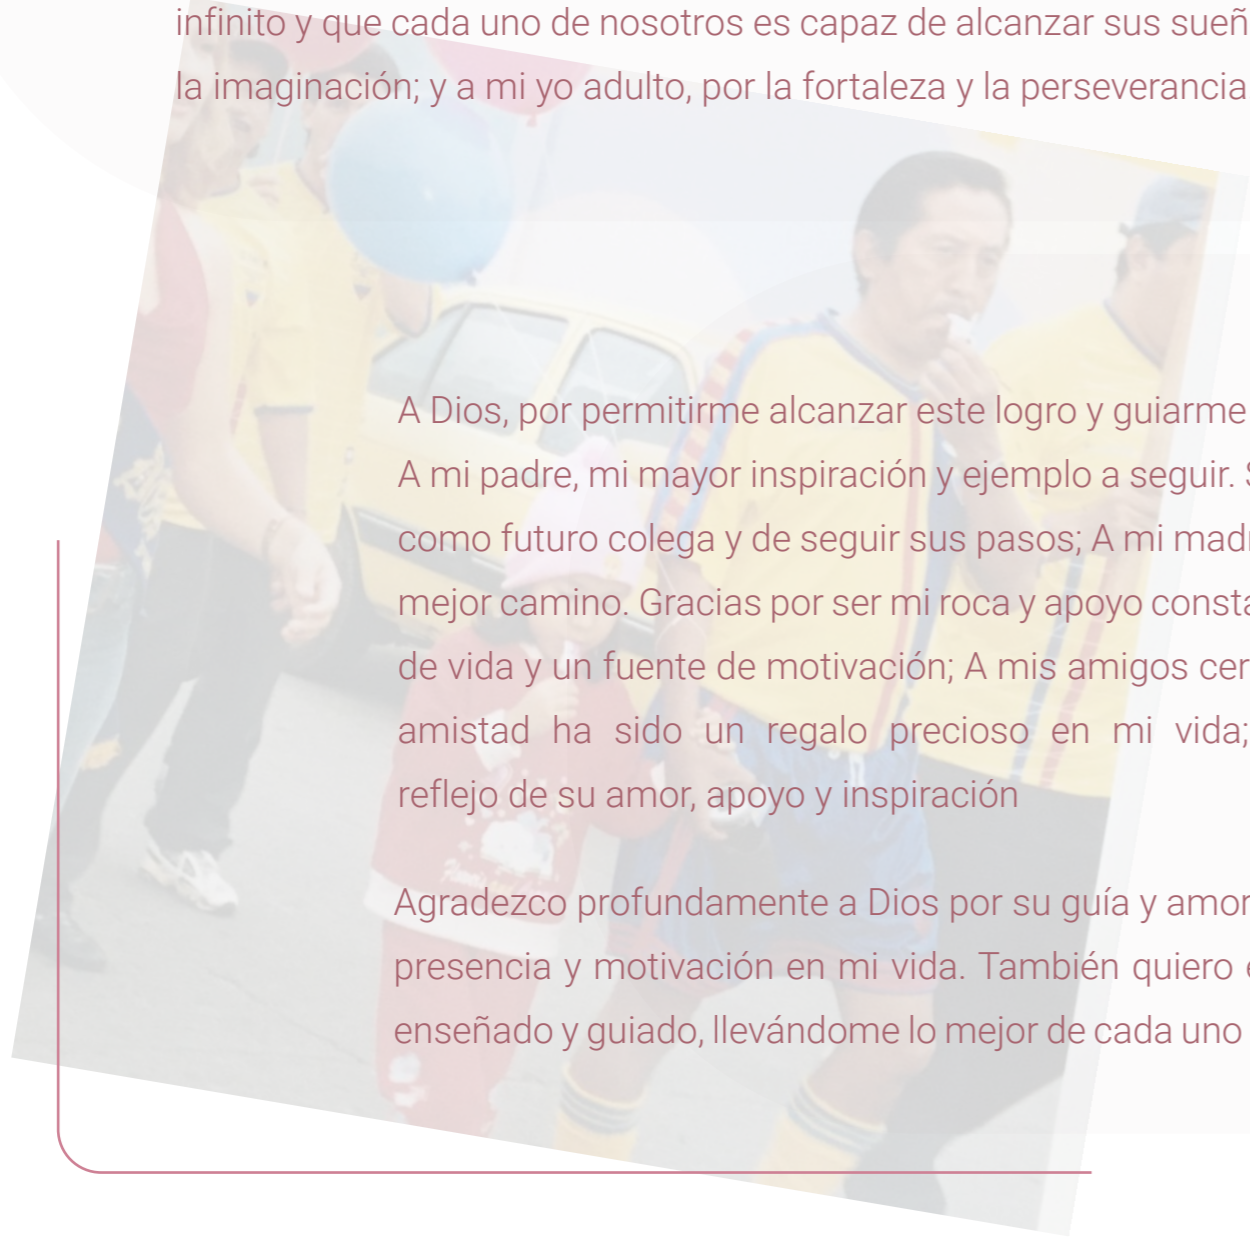 infinito y que cada uno de nosotros es capaz de alcanzar sus sueñ
la imaginación; y a mi yo adulto, por la fortaleza y la perseverancia
A Dios, por permitirme alcanzar este logro y guiarme
A mi padre, mi mayor inspiración y ejemplo a seguir. S
como futuro colega y de seguir sus pasos; A mi madr
mejor camino. Gracias por ser mi roca y apoyo consta
de vida y un fuente de motivación; A mis amigos cer
amistad ha sido un regalo precioso en mi vida;
reflejo de su amor, apoyo y inspiración
Agradezco profundamente a Dios por su guía y amor
presencia y motivación en mi vida. También quiero e
enseñado y guiado, llevándome lo mejor de cada uno